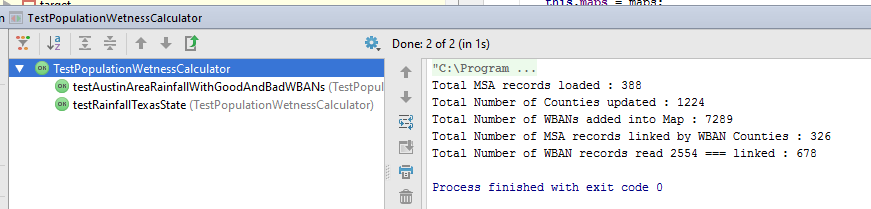 target
this.maps = maps;
TestPopulationWetnessCalculator
Done: 2 of 2 (in 1s)
TestPopulationWetnessCalculator
testAustinAreaRainfallWithGoodAndBadWBANs (TestPopul
testRainfallTexasState (TestPopulationWetnessCalculator)
"C:\Program ...
Total MSA records loaded : 388
Total Number of Counties updated : 1224
Total Number of WBANs added into Map : 7289
Total Number of MSA records linked by WBAN Counties : 326
Total Number of WBAN records read 2554 === linked : 678
Process finished with exit code 0